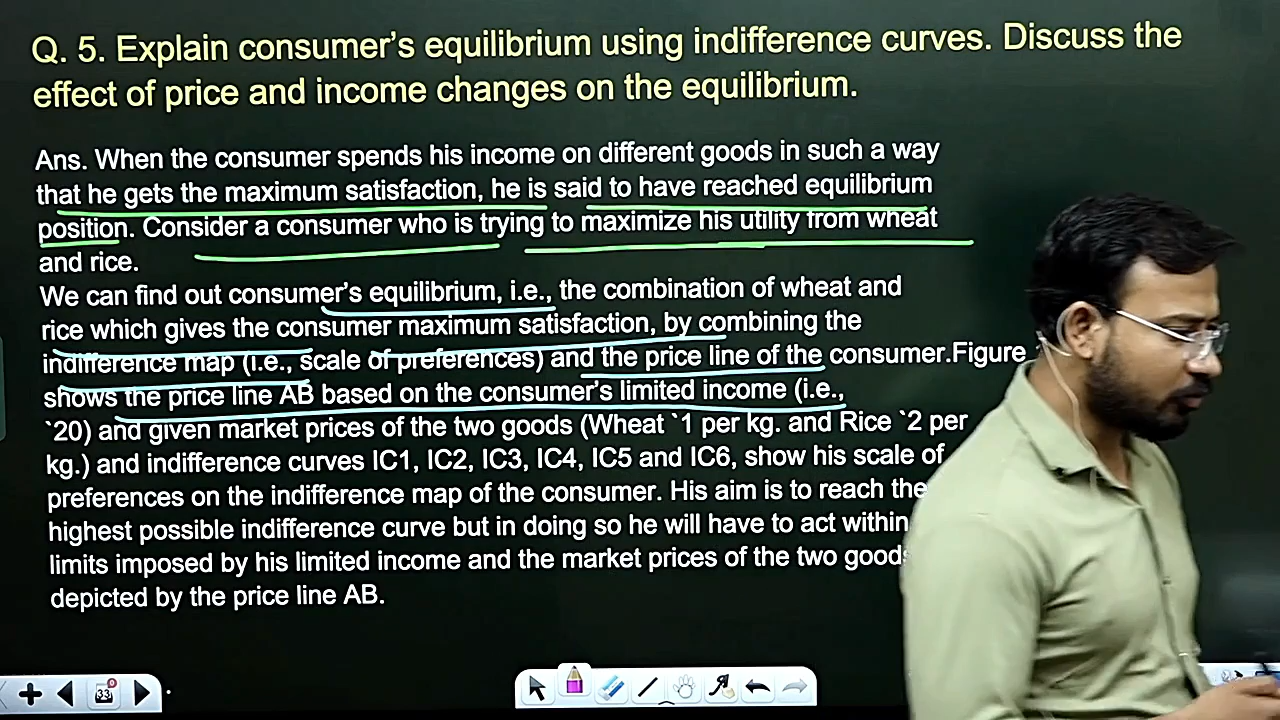 Q. 5. Explain consumer’s equilibrium using indifference curves. Discuss the
effect of price and income changes on the equilibrium.
Ans. When the consumer spends his income on different goods in such a way
that he gets the maximum satisfaction, he is said to have reached equilibrium
position. Consider a consumer who is trying to maximize his utility from wheat
and rice.
We can find out consumer’s equilibrium, i.e., the combination of wheat and
rice which gives the consumer maximum satisfaction, by combining the
indifference map (i.e., scale of preferences) and the price line of the consumer.Figure
shows the price line AB based on the consumer’s limited income (i.e.,
`20) and given market prices of the two goods (Wheat `1 per kg. and Rice `2 per
kg.) and indifference curves IC1, IC2, IC3, IC4, IC5 and IC6, show his scale of
preferences on the indifference map of the consumer. His aim is to reach the
highest possible indifference curve but in doing so he will have to act within
limits imposed by his limited income and the market prices of the two goods
depicted by the price line AB.
33